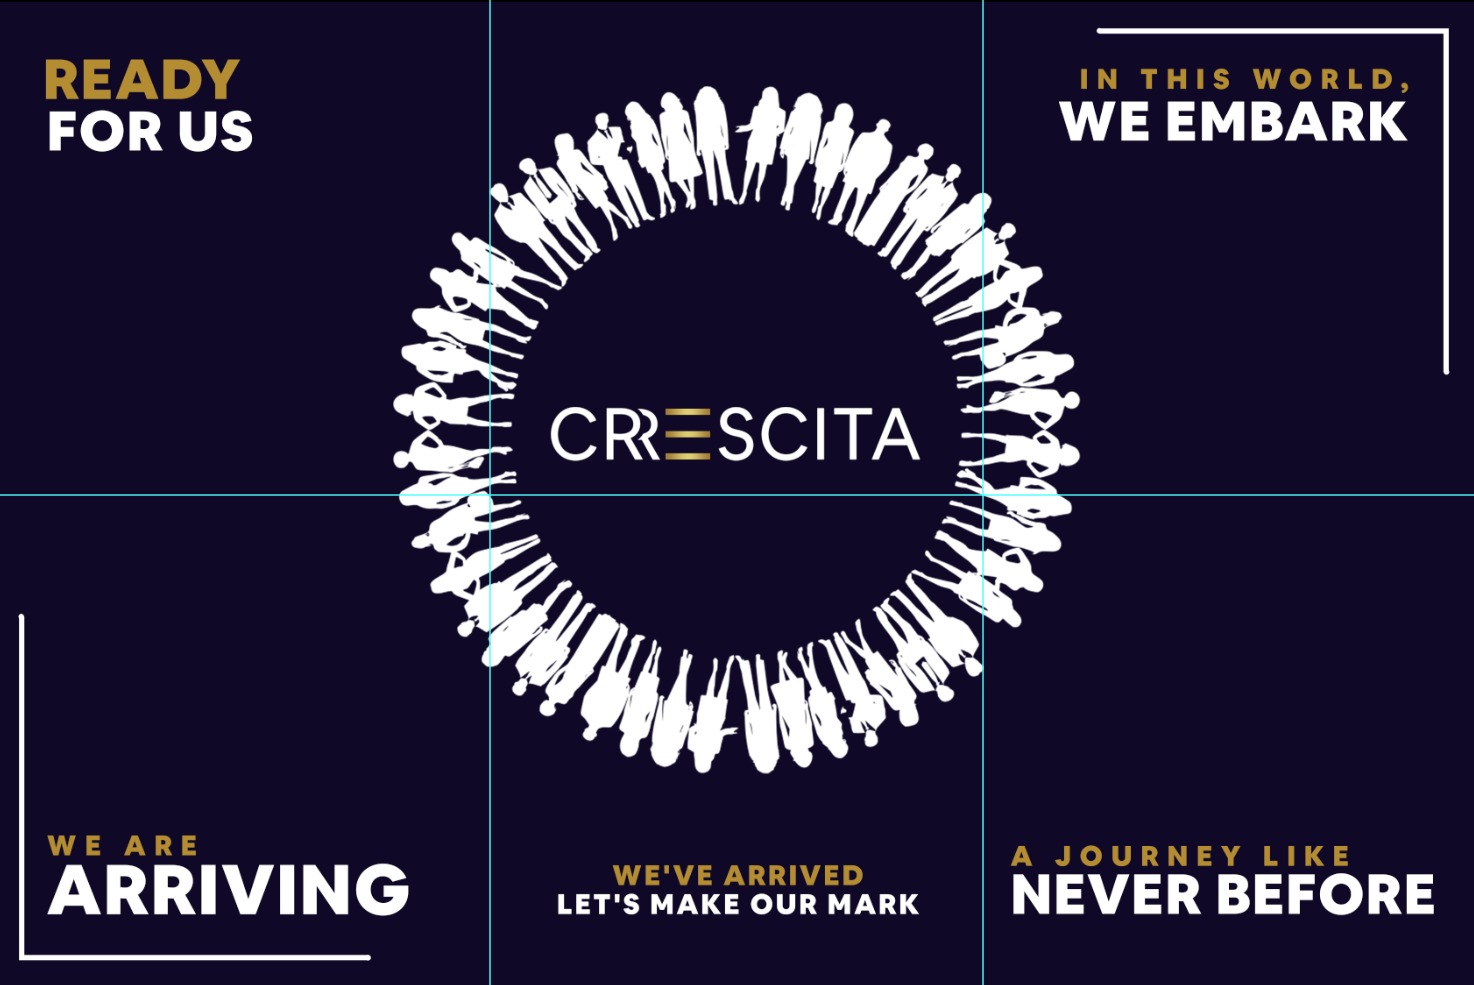 READY
FOR US
IN THIS WORLD,
WE EMBARK
CRESCITA
WE ARE
ARRIVING
WE'VE ARRIVED
LET'S MAKE OUR MARK
A JOURNEY LIKE
NEVER BEFORE